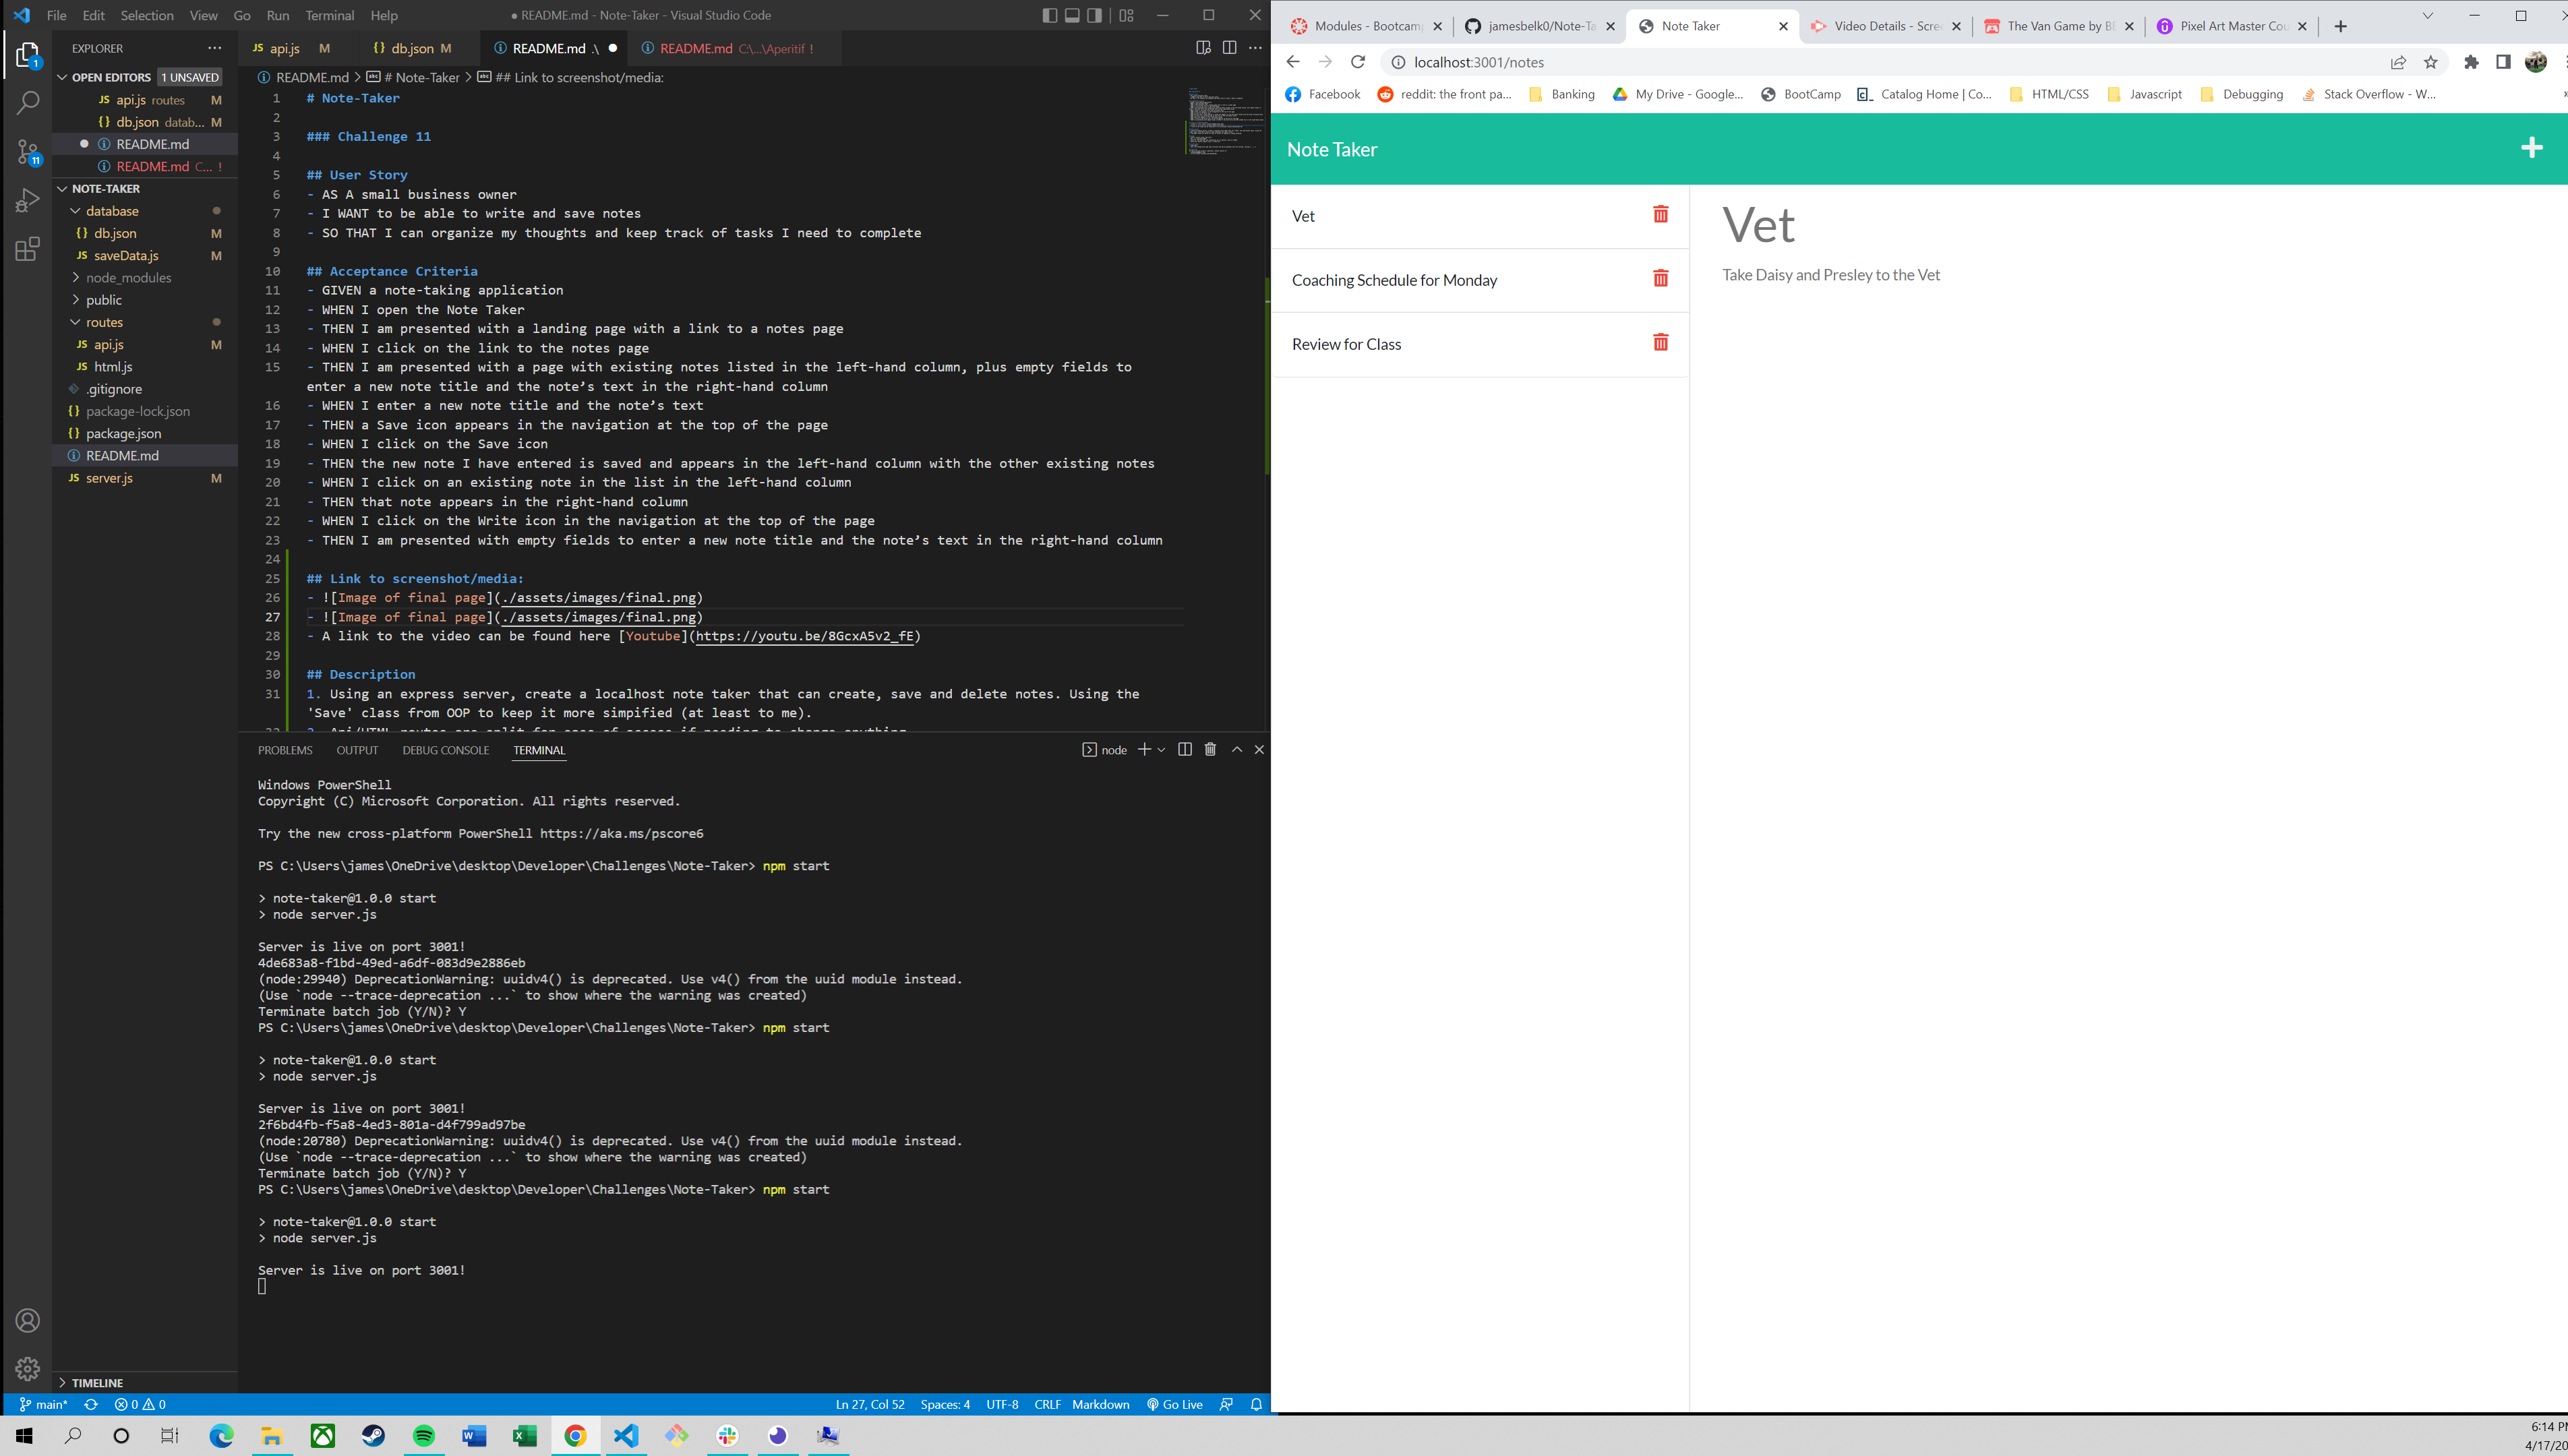 File Edit Selection View Go Run Terminal Help
● README.md - Note-Taker - Visual Studio Code
EXPLORER
OPEN EDITORS 1 UNSAVED
JS api.js routes M
{} db.json datab... M
README.md
README.md C... !
NOTE-TAKER
database
{} db.json M
JS saveData.js M
node_modules
public
routes
JS api.js M
JS html.js
.gitignore
{} package-lock.json
{} package.json
README.md
JS server.js M
TIMELINE
JS api.js M {} db.json M README.md .\ ● README.md C:\...\Aperitif !
README.md > # Note-Taker > ## Link to screenshot/media:
1 # Note-Taker
2
3 ### Challenge 11
4
5 ## User Story
6 - AS A small business owner
7 - I WANT to be able to write and save notes
8 - SO THAT I can organize my thoughts and keep track of tasks I need to complete
9
10 ## Acceptance Criteria
11 - GIVEN a note-taking application
12 - WHEN I open the Note Taker
13 - THEN I am presented with a landing page with a link to a notes page
14 - WHEN I click on the link to the notes page
15 - THEN I am presented with a page with existing notes listed in the left-hand column, plus empty fields to
enter a new note title and the note’s text in the right-hand column
16 - WHEN I enter a new note title and the note’s text
17 - THEN a Save icon appears in the navigation at the top of the page
18 - WHEN I click on the Save icon
19 - THEN the new note I have entered is saved and appears in the left-hand column with the other existing notes
20 - WHEN I click on an existing note in the list in the left-hand column
21 - THEN that note appears in the right-hand column
22 - WHEN I click on the Write icon in the navigation at the top of the page
23 - THEN I am presented with empty fields to enter a new note title and the note’s text in the right-hand column
24
25 ## Link to screenshot/media:
26 - ![Image of final page](./assets/images/final.png)
27 - ![Image of final page](./assets/images/final.png)
28 - A link to the video can be found here [Youtube](https://youtu.be/8GcxA5v2_fE)
29
30 ## Description
31 1. Using an express server, create a localhost note taker that can create, save and delete notes. Using the
'Save' class from OOP to keep it more simpified (at least to me).
PROBLEMS OUTPUT DEBUG CONSOLE TERMINAL
node
Windows PowerShell
Copyright (C) Microsoft Corporation. All rights reserved.
Try the new cross-platform PowerShell https://aka.ms/pscore6
PS C:\Users\james\OneDrive\desktop\Developer\Challenges\Note-Taker> npm start
> note-taker@1.0.0 start
> node server.js
Server is live on port 3001!
4de683a8-f1bd-49ed-a6df-083d9e2886eb
(node:29940) DeprecationWarning: uuidv4() is deprecated. Use v4() from the uuid module instead.
(Use `node --trace-deprecation ...` to show where the warning was created)
Terminate batch job (Y/N)? Y
PS C:\Users\james\OneDrive\desktop\Developer\Challenges\Note-Taker> npm start
> note-taker@1.0.0 start
> node server.js
Server is live on port 3001!
2f6bd4fb-f5a8-4ed3-801a-d4f799ad97be
(node:20780) DeprecationWarning: uuidv4() is deprecated. Use v4() from the uuid module instead.
(Use `node --trace-deprecation ...` to show where the warning was created)
Terminate batch job (Y/N)? Y
PS C:\Users\james\OneDrive\desktop\Developer\Challenges\Note-Taker> npm start
> note-taker@1.0.0 start
> node server.js
Server is live on port 3001!
main* 0 0 Ln 27, Col 52 Spaces: 4 UTF-8 CRLF Markdown Go Live
Modules - Bootcamp jamesbelk0/Note-Ta Note Taker Video Details - Scree The Van Game by Bl Pixel Art Master Cou
localhost:3001/notes
Facebook reddit: the front pa... Banking My Drive - Google... BootCamp Catalog Home | Co... HTML/CSS Javascript Debugging Stack Overflow - W...
Note Taker
Vet
Coaching Schedule for Monday
Review for Class
Vet
Take Daisy and Presley to the Vet
6:14 PM
4/17/20